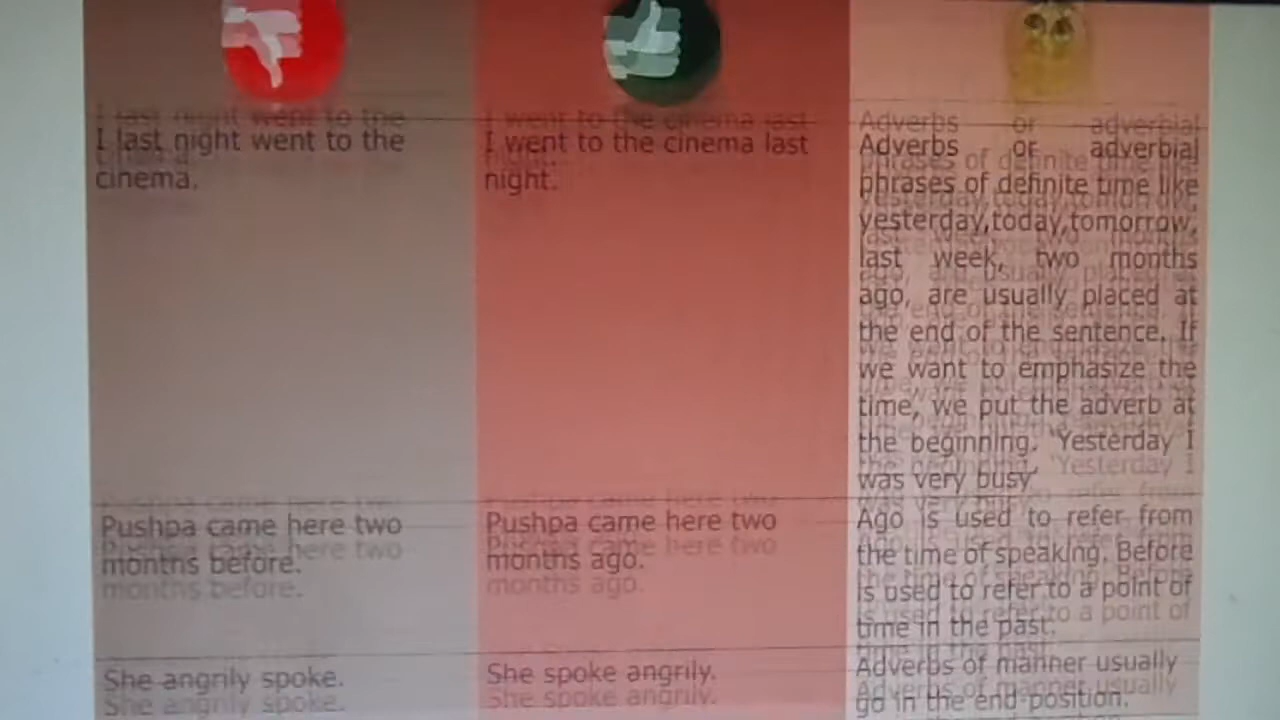 I last night went to the
cinema.
I went to the cinema last
night.
Adverbs or adverbial
phrases of definite time like
yesterday,today,tomorrow,
last week, two months
ago, are usually placed at
the end of the sentence. If
we want to emphasize the
time, we put the adverb at
the beginning. 'Yesterday I
was very busy'
Pushpa came here two
months before.
Pushpa came here two
months ago.
Ago is used to refer from
the time of speaking. Before
is used to refer to a point of
time in the past.
She angrily spoke.
She spoke angrily.
Adverbs of manner usually
go in the end-position.